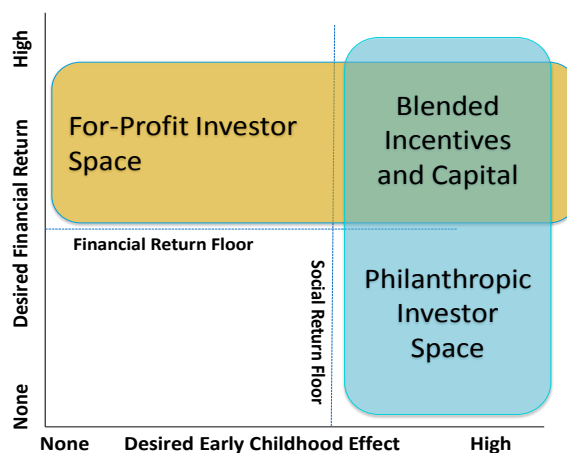 High
Desired Financial Return
None
For-Profit Investor
Space
Blended
Incentives
and Capital
Financial Return Floor
Social Return Floor
Philanthropic
Investor
Space
None
Desired Early Childhood Effect
High